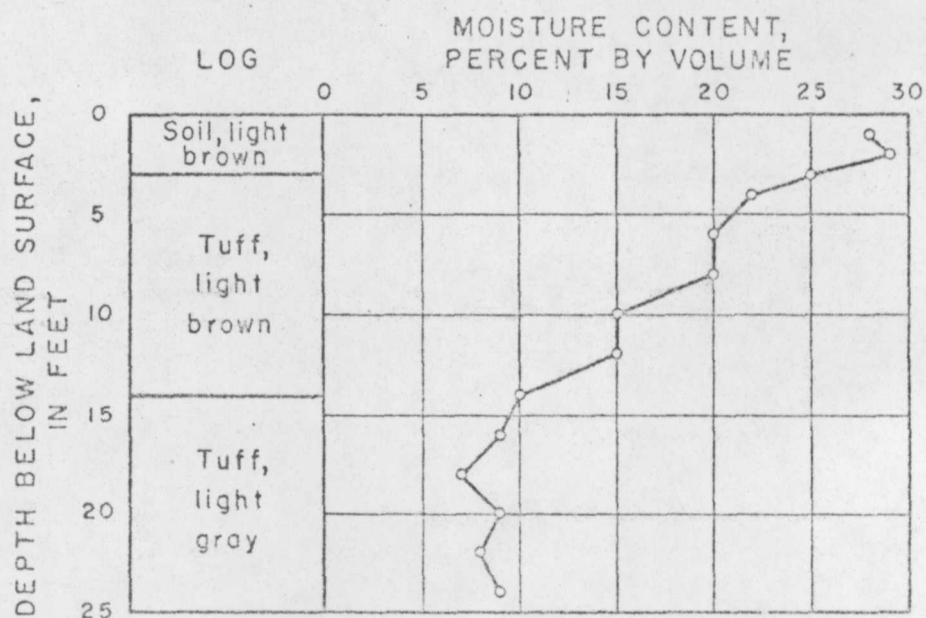 MOISTURE CONTENT,
PERCENT BY VOLUME
LOG
0 5 10 15 20 25 30
DEPTH BELOW LAND SURFACE,
IN FEET
0
5
10
15
20
25
Soil, light
brown
Tuff,
light
brown
Tuff,
light
gray